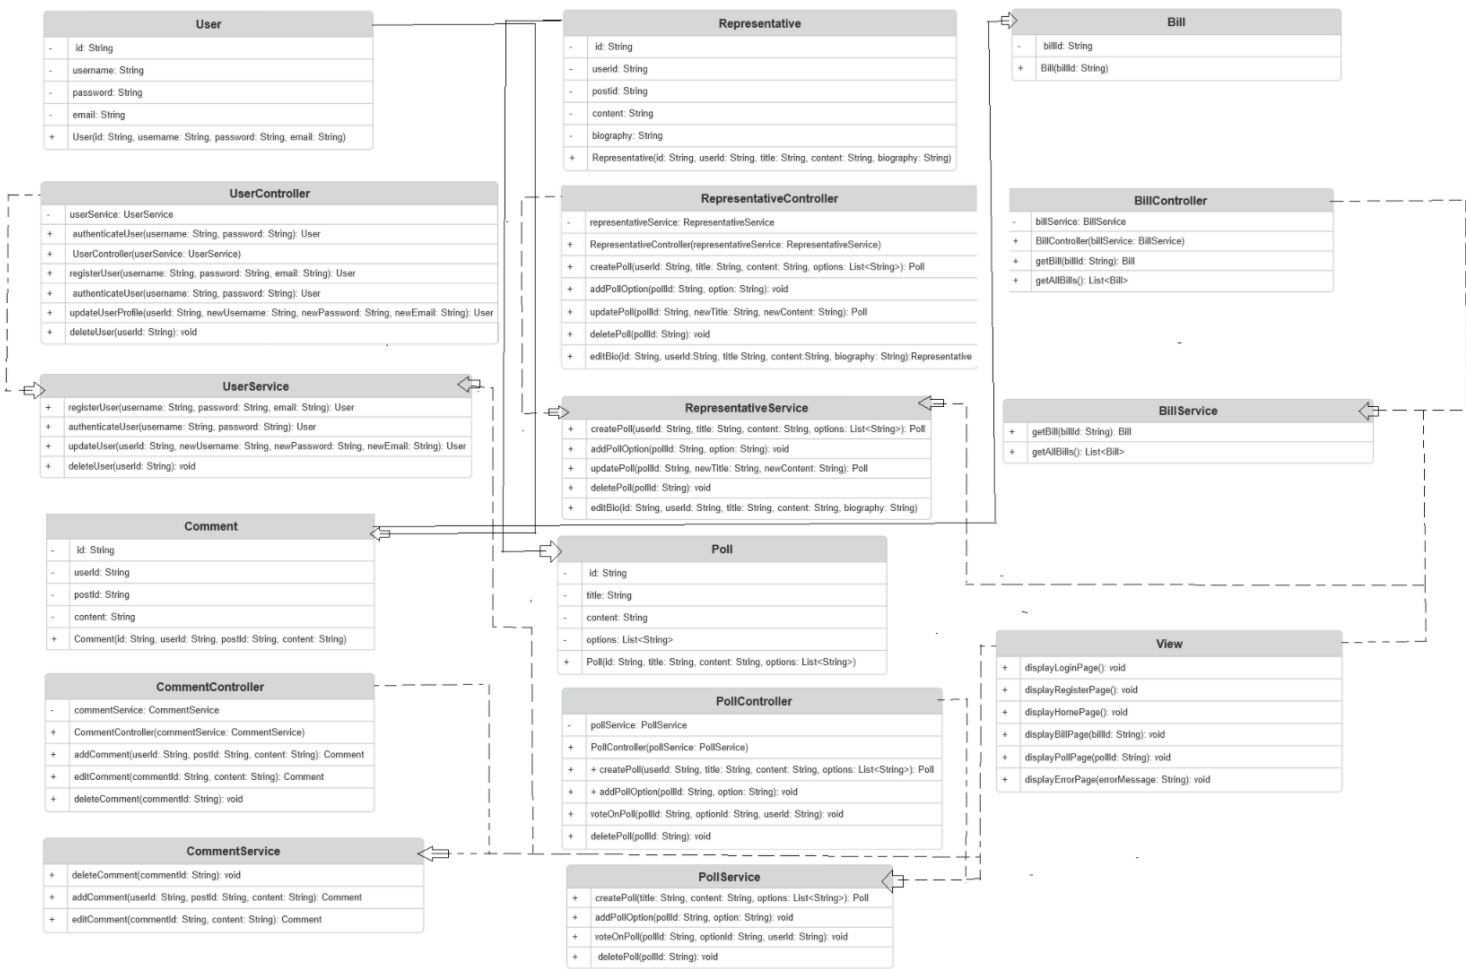 User
- id: String
- username: String
- password: String
- email: String
+ User(id: String, username: String, password: String, email: String)
Representative
- id: String
- userid: String
- postid: String
- content: String
- biography: String
+ Representative(id: String, userId: String, title: String, content: String, biography: String)
Bill
- billId: String
+ Bill(billId: String)
UserController
- userService: UserService
+ authenticateUser(username: String, password: String): User
+ UserController(userService: UserService)
+ registerUser(username: String, password: String, email: String): User
+ authenticateUser(username: String, password: String): User
+ updateUserProfile(userId: String, newUsername: String, newPassword: String, newEmail: String): User
+ deleteUser(userId: String): void
RepresentativeController
- representativeService: RepresentativeService
+ RepresentativeController(representativeService: RepresentativeService)
+ createPoll(userId: String, title: String, content: String, options: List<String>): Poll
+ addPollOption(pollId: String, option: String): void
+ updatePoll(pollId: String, newTitle: String, newContent: String): Poll
+ deletePoll(pollId: String): void
+ editBio(id: String, userId:String, title String, content:String, biography: String):Representative
BillController
- billService: BillService
+ BillController(billService: BillService)
+ getBill(billId: String): Bill
+ getAllBills(): List<Bill>
UserService
+ registerUser(username: String, password: String, email: String): User
+ authenticateUser(username: String, password: String): User
+ updateUser(userId: String, newUsername: String, newPassword: String, newEmail: String): User
+ deleteUser(userId: String): void
RepresentativeService
+ createPoll(userId: String, title: String, content: String, options: List<String>): Poll
+ addPollOption(pollId: String, option: String): void
+ updatePoll(pollId: String, newTitle: String, newContent: String): Poll
+ deletePoll(pollId: String): void
+ editBio(id: String, userId: String, title: String, content: String, biography: String)
BillService
+ getBill(billId: String): Bill
+ getAllBills(): List<Bill>
Comment
- id: String
- userId: String
- postId: String
- content: String
+ Comment(id: String, userId: String, postId: String, content: String)
Poll
- id: String
- title: String
- content: String
- options: List<String>
+ Poll(id: String, title: String, content: String, options: List<String>)
View
+ displayLoginPage(): void
+ displayRegisterPage(): void
+ displayHomePage(): void
+ displayBillPage(billId: String): void
+ displayPollPage(pollId: String): void
+ displayErrorPage(errorMessage: String): void
CommentController
- commentService: CommentService
+ CommentController(commentService: CommentService)
+ addComment(userId: String, postId: String, content: String): Comment
+ editComment(commentId: String, content: String): Comment
+ deleteComment(commentId: String): void
PollController
- pollService: PollService
+ PollController(pollService: PollService)
+ + createPoll(userId: String, title: String, content: String, options: List<String>): Poll
+ + addPollOption(pollId: String, option: String): void
+ voteOnPoll(pollId: String, optionId: String, userId: String): void
+ deletePoll(pollId: String): void
CommentService
+ deleteComment(commentId: String): void
+ addComment(userId: String, postId: String, content: String): Comment
+ editComment(commentId: String, content: String): Comment
PollService
+ createPoll(title: String, content: String, options: List<String>): Poll
+ addPollOption(pollId: String, option: String): void
+ voteOnPoll(pollId: String, optionId: String, userId: String): void
+ deletePoll(pollId: String): void